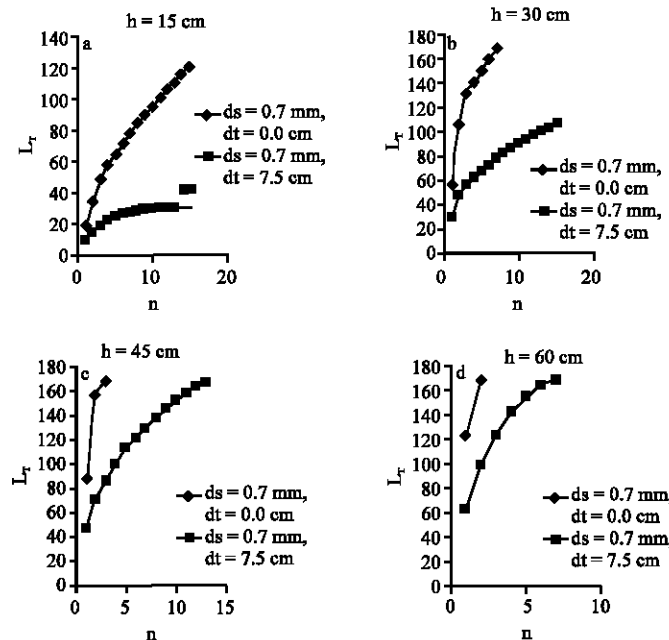 h = 15 cm
a
140
120
100
80
60
40
20
0
L_T
0 10 20
n
ds = 0.7 mm,
dt = 0.0 cm
ds = 0.7 mm,
dt = 7.5 cm
h = 30 cm
b
180
160
140
120
100
80
60
40
20
0
L_T
0 10 20
n
ds = 0.7 mm,
dt = 0.0 cm
ds = 0.7 mm,
dt = 7.5 cm
h = 45 cm
c
180
160
140
120
100
80
60
40
20
0
L_T
0 5 10 15
n
ds = 0.7 mm,
dt = 0.0 cm
ds = 0.7 mm,
dt = 7.5 cm
h = 60 cm
d
180
160
140
120
100
80
60
40
20
0
L_T
0 5 10
n
ds = 0.7 mm
dt = 0.0 cm
ds = 0.7 mm
dt = 7.5 cm